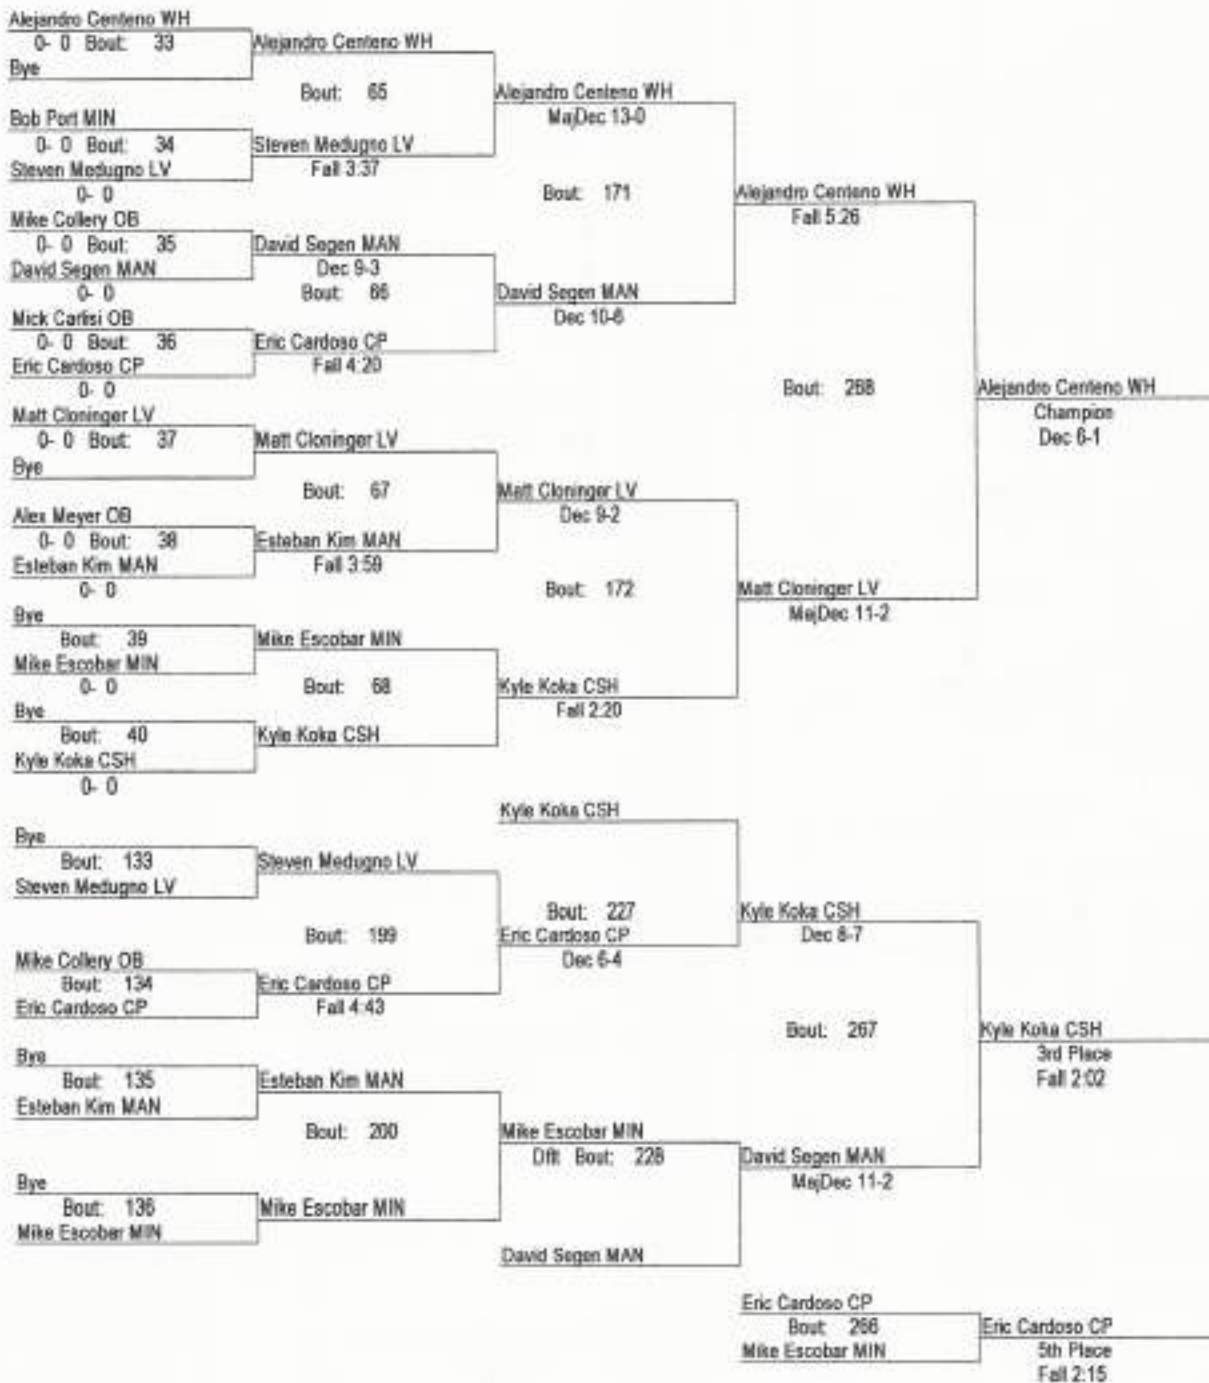 Alejandro Centeno WH
0- 0 Bout: 33
Bye
Alejandro Centeno WH
Bout: 65
Bob Port MIN
0- 0 Bout: 34
Steven Medugno LV
0- 0
Steven Medugno LV
Fall 3:37
Alejandro Centeno WH
MajDec 13-0
Bout: 171
Mike Collery OB
0- 0 Bout: 35
David Segen MAN
0- 0
David Segen MAN
Dec 9-3
Bout: 66
Mick Carlisi OB
0- 0 Bout: 36
Eric Cardoso CP
0- 0
Eric Cardoso CP
Fall 4:20
David Segen MAN
Dec 10-6
Alejandro Centeno WH
Fall 5:26
Bout: 268
Matt Cloninger LV
0- 0 Bout: 37
Bye
Matt Cloninger LV
Bout: 67
Alex Meyer OB
0- 0 Bout: 38
Esteban Kim MAN
0- 0
Esteban Kim MAN
Fall 3:59
Matt Cloninger LV
Dec 9-2
Bout: 172
Bye
Bout: 39
Mike Escobar MIN
0- 0
Mike Escobar MIN
Bout: 68
Bye
Bout: 40
Kyle Koka CSH
0- 0
Kyle Koka CSH
Kyle Koka CSH
Fall 2:20
Matt Cloninger LV
MajDec 11-2
Alejandro Centeno WH
Champion
Dec 6-1
Kyle Koka CSH
Bye
Bout: 133
Steven Medugno LV
Steven Medugno LV
Bout: 199
Mike Collery OB
Bout: 134
Eric Cardoso CP
Eric Cardoso CP
Fall 4:43
Bout: 227
Eric Cardoso CP
Dec 6-4
Kyle Koka CSH
Dec 8-7
Bout: 267
Bye
Bout: 135
Esteban Kim MAN
Esteban Kim MAN
Bout: 200
Bye
Bout: 136
Mike Escobar MIN
Mike Escobar MIN
Mike Escobar MIN
Dflt Bout: 228
David Segen MAN
David Segen MAN
MajDec 11-2
Kyle Koka CSH
3rd Place
Fall 2:02
Eric Cardoso CP
Bout: 266
Mike Escobar MIN
Eric Cardoso CP
5th Place
Fall 2:15